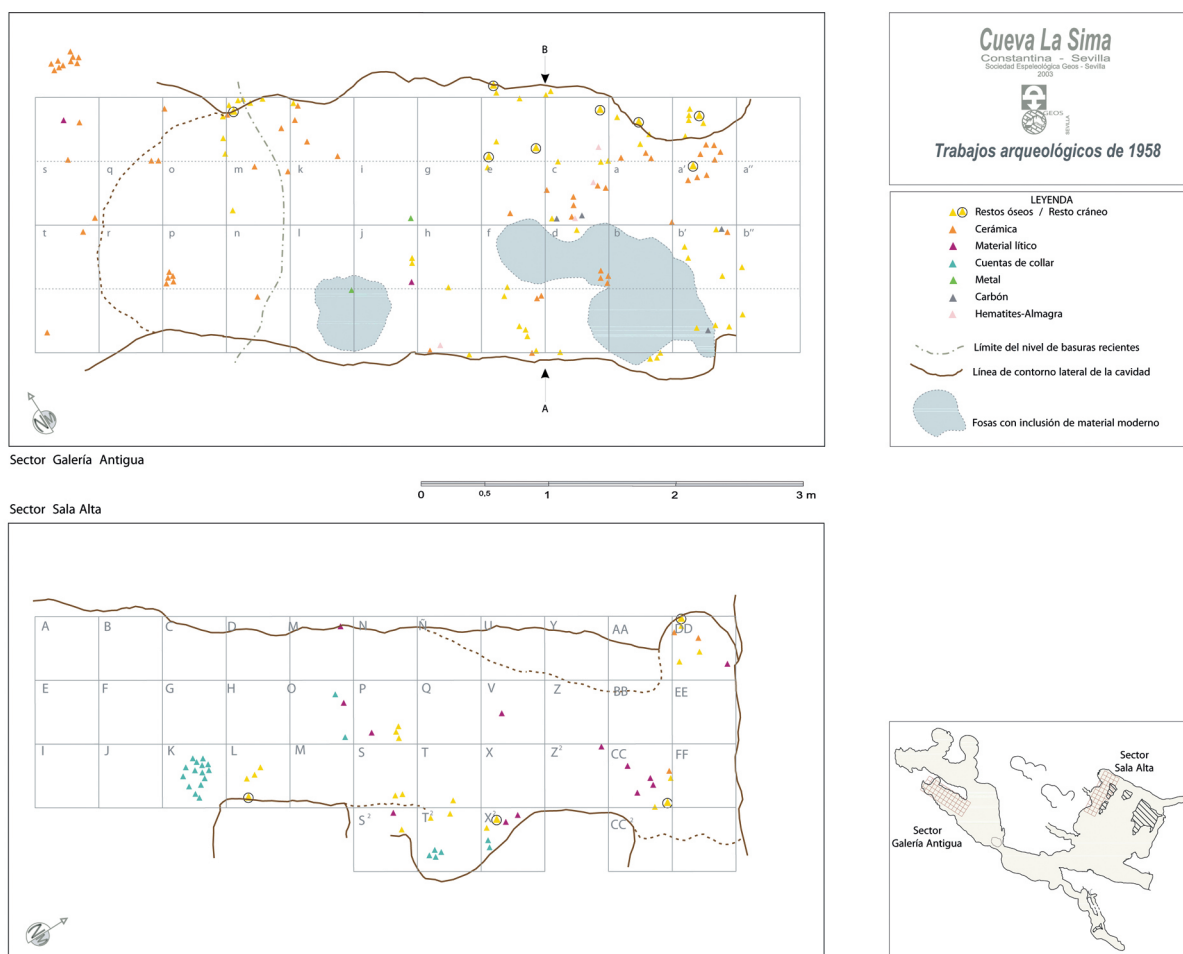 B
s
q
o
m
k
i
g
e
c
a
a'
a''
t
r
p
n
l
j
h
f
d
b
b'
b''
A
Sector Galería Antigua
0
0,5
1
2
3 m
Sector Sala Alta
A
B
C
D
M
N
Ñ
U
Y
AA
DD
E
F
G
H
O
P
Q
V
Z
BB
EE
I
J
K
L
M
S
T
X
Z²
CC
FF
S²
T²
X²
CC²
Cueva La Sima
Constantina - Sevilla
Sociedad Espeleológica Geos - Sevilla
2003
GEOS
SEVILLA
Trabajos arqueológicos de 1958
LEYENDA
Restos óseos / Resto cráneo
Cerámica
Material lítico
Cuentas de collar
Metal
Carbón
Hematites-Almagra
Límite del nivel de basuras recientes
Línea de contorno lateral de la cavidad
Fosas con inclusión de material moderno
Sector
Sala Alta
Sector
Galería Antigua